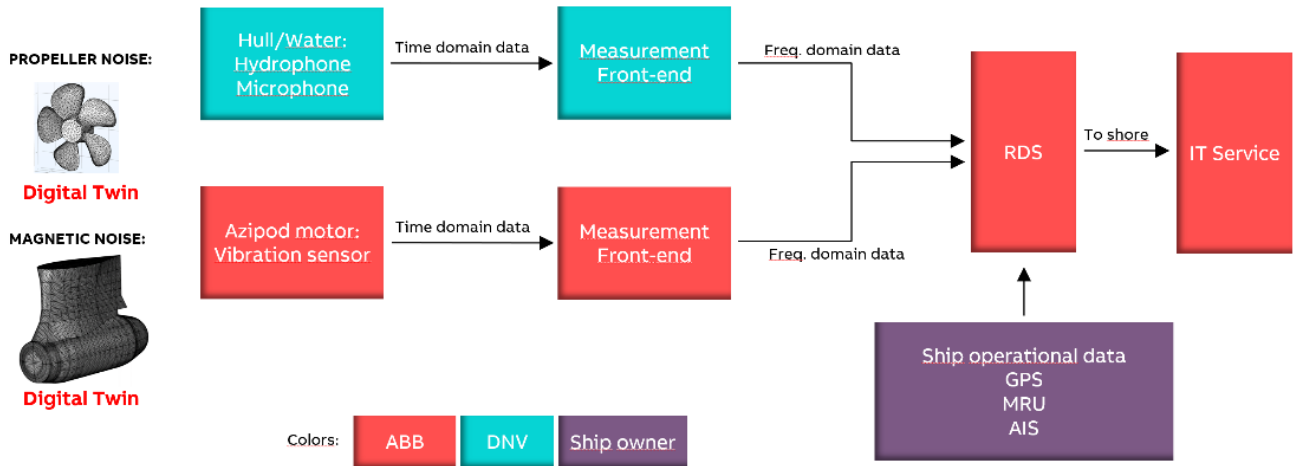 PROPELLER NOISE:
Digital Twin
MAGNETIC NOISE:
Digital Twin
Hull/Water:
Hydrophone
Microphone
Time domain data
Measurement
Front-end
Freq. domain data
Azipod motor:
Vibration sensor
Time domain data
Measurement
Front-end
Freq. domain data
RDS
To shore
IT Service
Ship operational data
GPS
MRU
AIS
Colors:
ABB
DNV
Ship owner